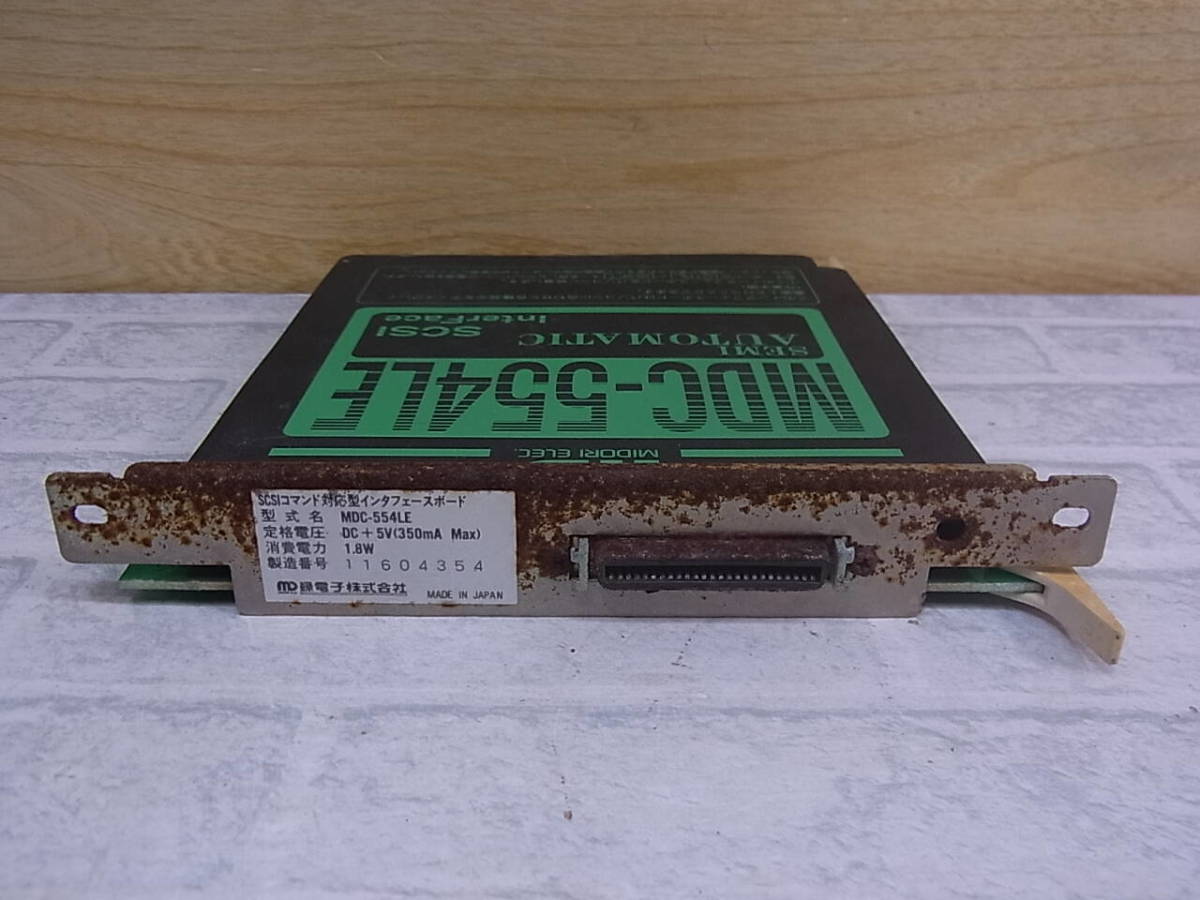 MIDORI ELEC.
MDC-554LE
SEMI
AUTOMATIC
SCSI
InterFace
SCSIコマンド対応型インタフェースボード
型式名 MDC-554LE
定格電圧 DC+5V(350mA Max)
消費電力 1.8W
製造番号 11604354
MD 緑電子株式会社
MADE IN JAPAN